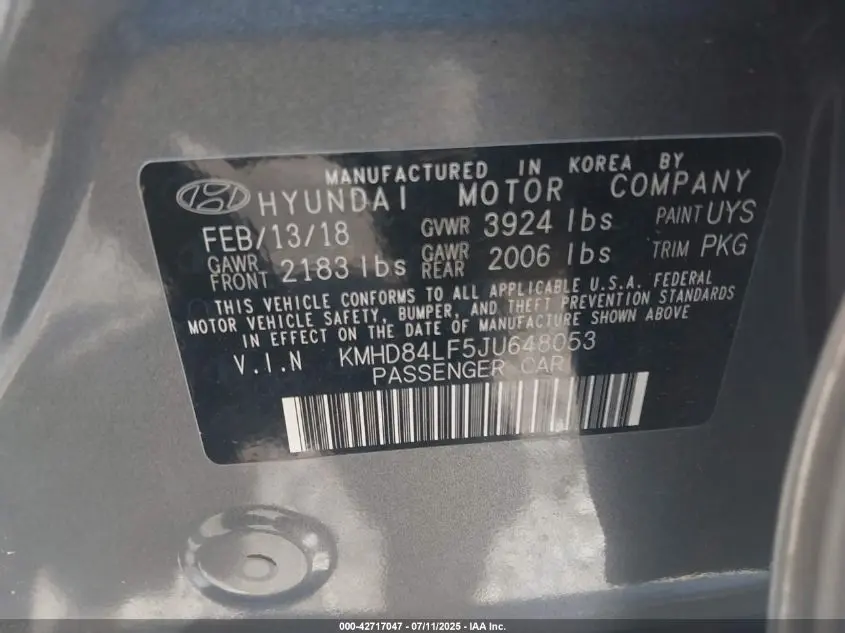 MANUFACTURED IN KOREA BY
HYUNDAI MOTOR COMPANY
FEB/13/18 GVWR 3924 lbs PAINT UYS
GAWR FRONT 2183 lbs GAWR REAR 2006 lbs TRIM PKG
THIS VEHICLE CONFORMS TO ALL APPLICABLE U.S.A. FEDERAL
MOTOR VEHICLE SAFETY, BUMPER, AND THEFT PREVENTION STANDARDS
IN EFFECT ON THE DATE OF MANUFACTURE SHOWN ABOVE
V.I.N KMHD84LF5JU648053
PASSENGER CAR
000-42717047 - 07/11/2025 - IAA Inc.